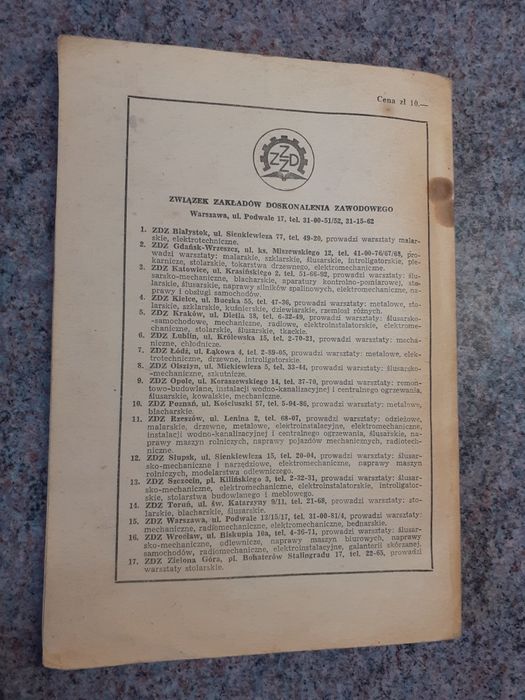 Cena zł 10.—
ZZ
ZD
ZWIĄZEK ZAKŁADÓW DOSKONALENIA ZAWODOWEGO
Warszawa, ul. Podwale 17, tel. 31-00-51/52, 31-15-62
1. ZDZ Białystok, ul. Sienkiewicza 77, tel. 49-20, prowadzi warsztaty malar-
skie, elektrotechniczne.
2. ZDZ Gdańsk-Wrzeszcz, ul. ks. Miszewskiego 12, tel. 41-00-76/67/68, pro-
wadzi warsztaty: malarskie, szklarskie, ślusarskie, introligatorskie, pie-
karnicze, stolarskie, tokarstwa drzewnego, elektromechaniczne.
3. ZDZ Katowice, ul. Krasińskiego 2, tel. 51-66-93, prowadzi warsztaty: ślu-
sarsko-mechaniczne, blacharskie, aparatury kontrolno-pomiarowej, sto-
larskie, ślusarskie, naprawy silników spalinowych, elektromechaniczne, na-
prawy i obsługi samochodów.
4. ZDZ Kielce, ul. Buczka 55, tel. 47-36, prowadzi warsztaty: metalowe, sto-
larskie, szklarskie, kuśnierskie, dziewiarskie, rzemiosł różnych.
5. ZDZ Kraków, ul. Dietla 38, tel. 6-32-49, prowadzi warsztaty: ślusarsko-
-samochodowe, mechaniczne, radiowe, elektroinstalatorskie, elektrome-
chaniczne, stolarskie, ślusarskie, tkackie.
6. ZDZ Lublin, ul. Królewska 15, tel. 2-70-31, prowadzi warsztaty: mecha-
niczne, chłodnicze.
7. ZDZ Łódź, ul. Łąkowa 4, tel. 2-89-05, prowadzi warsztaty: metalowe, elek-
trotechniczne, drzewne, introligatorskie.
8. ZDZ Olsztyn, ul. Mickiewicza 5, tel. 33-44, prowadzi warsztaty: ślusarsko-
-mechaniczne, szkutnicze.
9. ZDZ Opole, ul. Koraszewskiego 14, tel. 37-70, prowadzi warsztaty: remon-
towo-budowlane, instalacji wodno-kanalizacyjnej i centralnego ogrzewania,
ślusarskie, kowalskie, mechaniczne.
10. ZDZ Poznań, ul. Kościuszki 57, tel. 5-94-86, prowadzi warsztaty: metalowe,
blacharskie.
11. ZDZ Rzeszów, ul. Lenina 2, tel. 68-07, prowadzi warsztaty: odzieżowe,
malarskie, drzewne, metalowe, elektroinstalacyjne, elektromechaniczne,
instalacji wodno-kanalizacyjnej i centralnego ogrzewania, ślusarskie, na-
prawy maszyn rolniczych, naprawy pojazdów mechanicznych, radiotech-
niczne.
12. ZDZ Słupsk, ul. Sienkiewicza 15, tel. 20-04, prowadzi warsztaty: ślusar-
sko-mechaniczne i narzędziowe, elektromechaniczne, naprawy maszyn
rolniczych, modelarstwa odlewniczego.
13. ZDZ Szczecin, pl. Kilińskiego 3, tel. 2-32-31, prowadzi warsztaty: ślusar-
sko-mechaniczne, elektromechaniczne, elektroinstalatorskie, introligator-
skie, stolarstwa budowlanego i meblowego.
14. ZDZ Toruń, ul. św. Katarzyny 9/11, tel. 21-68, prowadzi warsztaty: sto-
larskie, blacharskie, ślusarskie.
15. ZDZ Warszawa, ul. Podwale 13/15/17, tel. 31-00-81/4, prowadzi warsztaty:
mechaniczne, radiomechaniczne, elektromechaniczne, bednarskie.
16. ZDZ Wrocław, ul. Biskupia 10a, tel. 4-36-71, prowadzi warsztaty: ślusar-
sko-mechaniczne, odlewnicze, naprawy maszyn biurowych, naprawy
samochodów, radiomechaniczne, elektroinstalacyjne, galanterii skórzanej.
17. ZDZ Zielona Góra, pl. Bohaterów Stalingradu 17, tel. 22-65, prowadzi
warsztaty stolarskie.